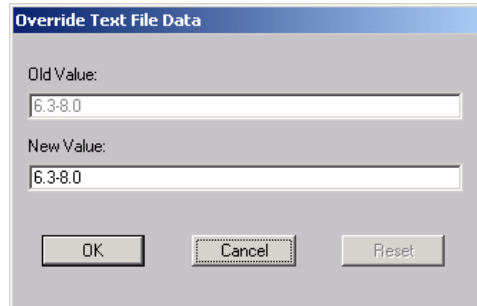 Override Text File Data
Old Value:
6.3-8.0
New Value:
6.3-8.0
OK Cancel Reset